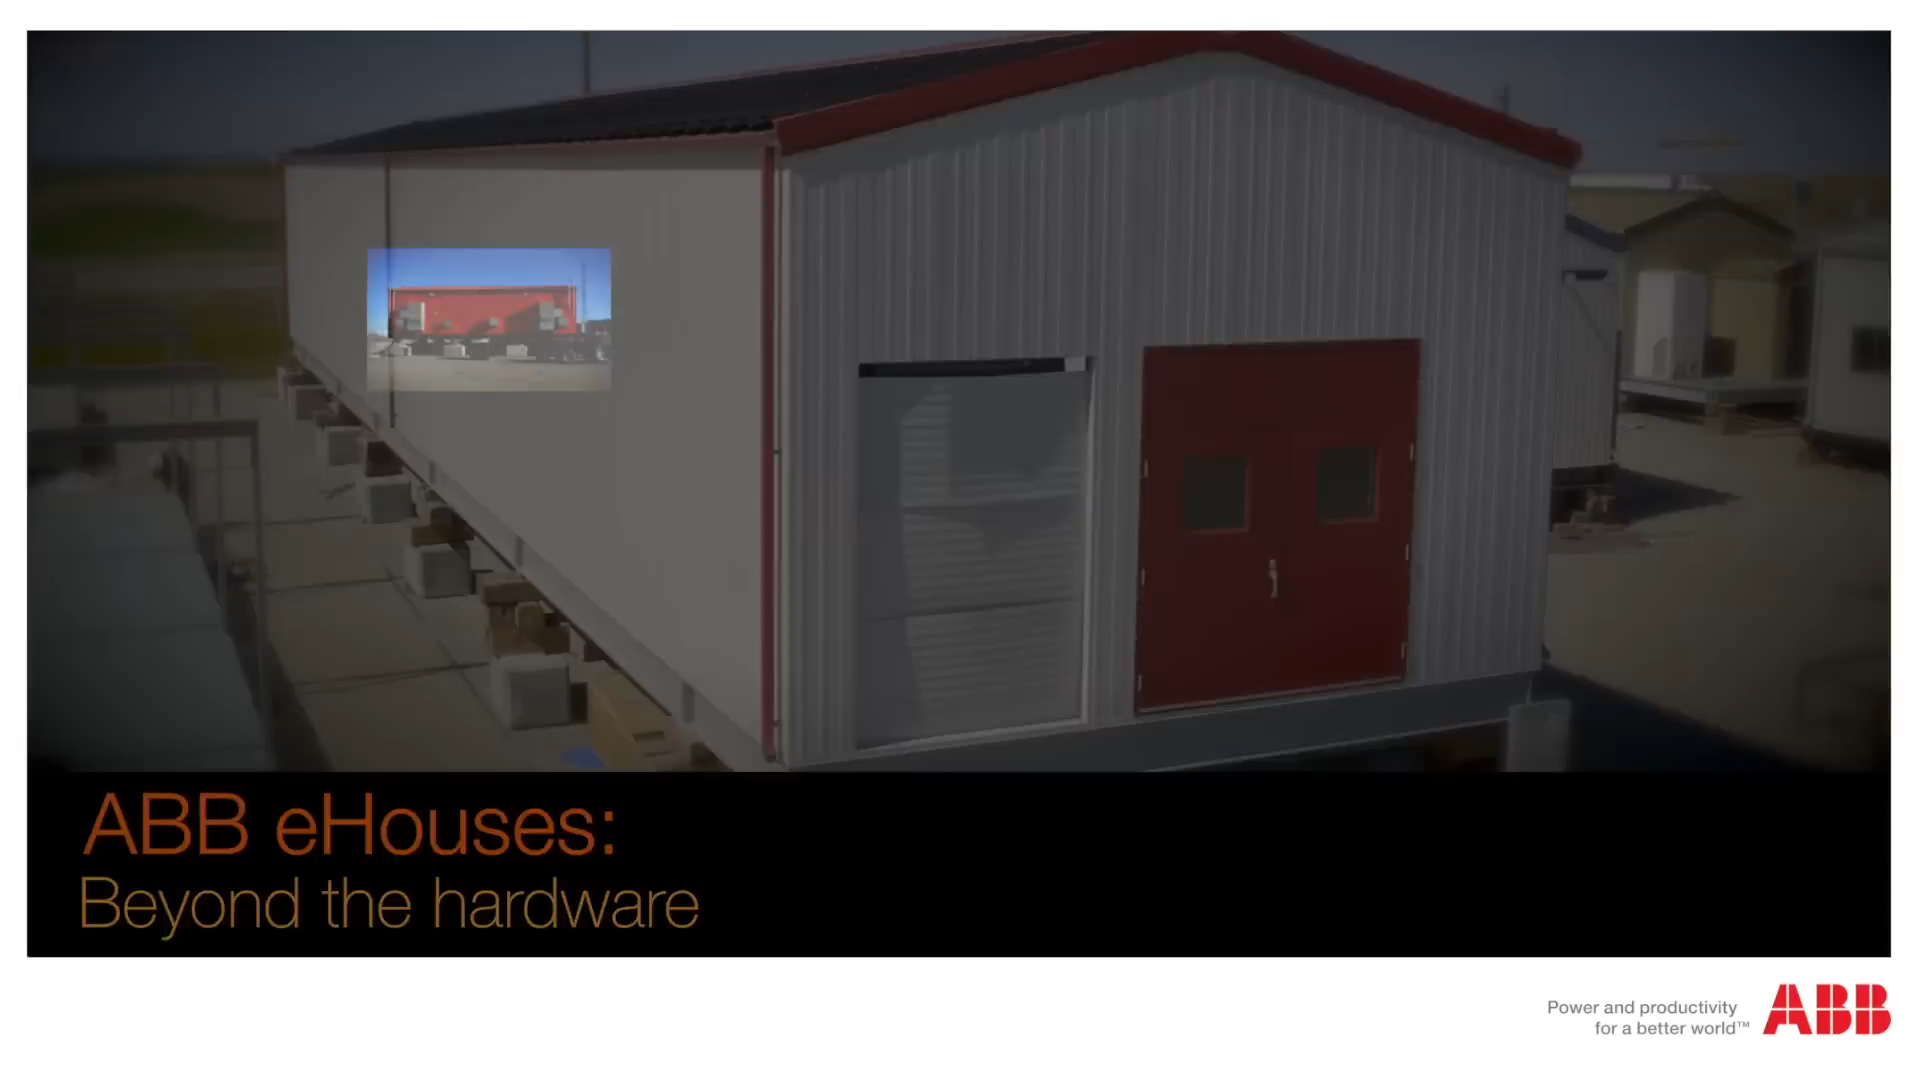 ABB eHouses:
Beyond the hardware
Power and productivity
for a better world™
ABB